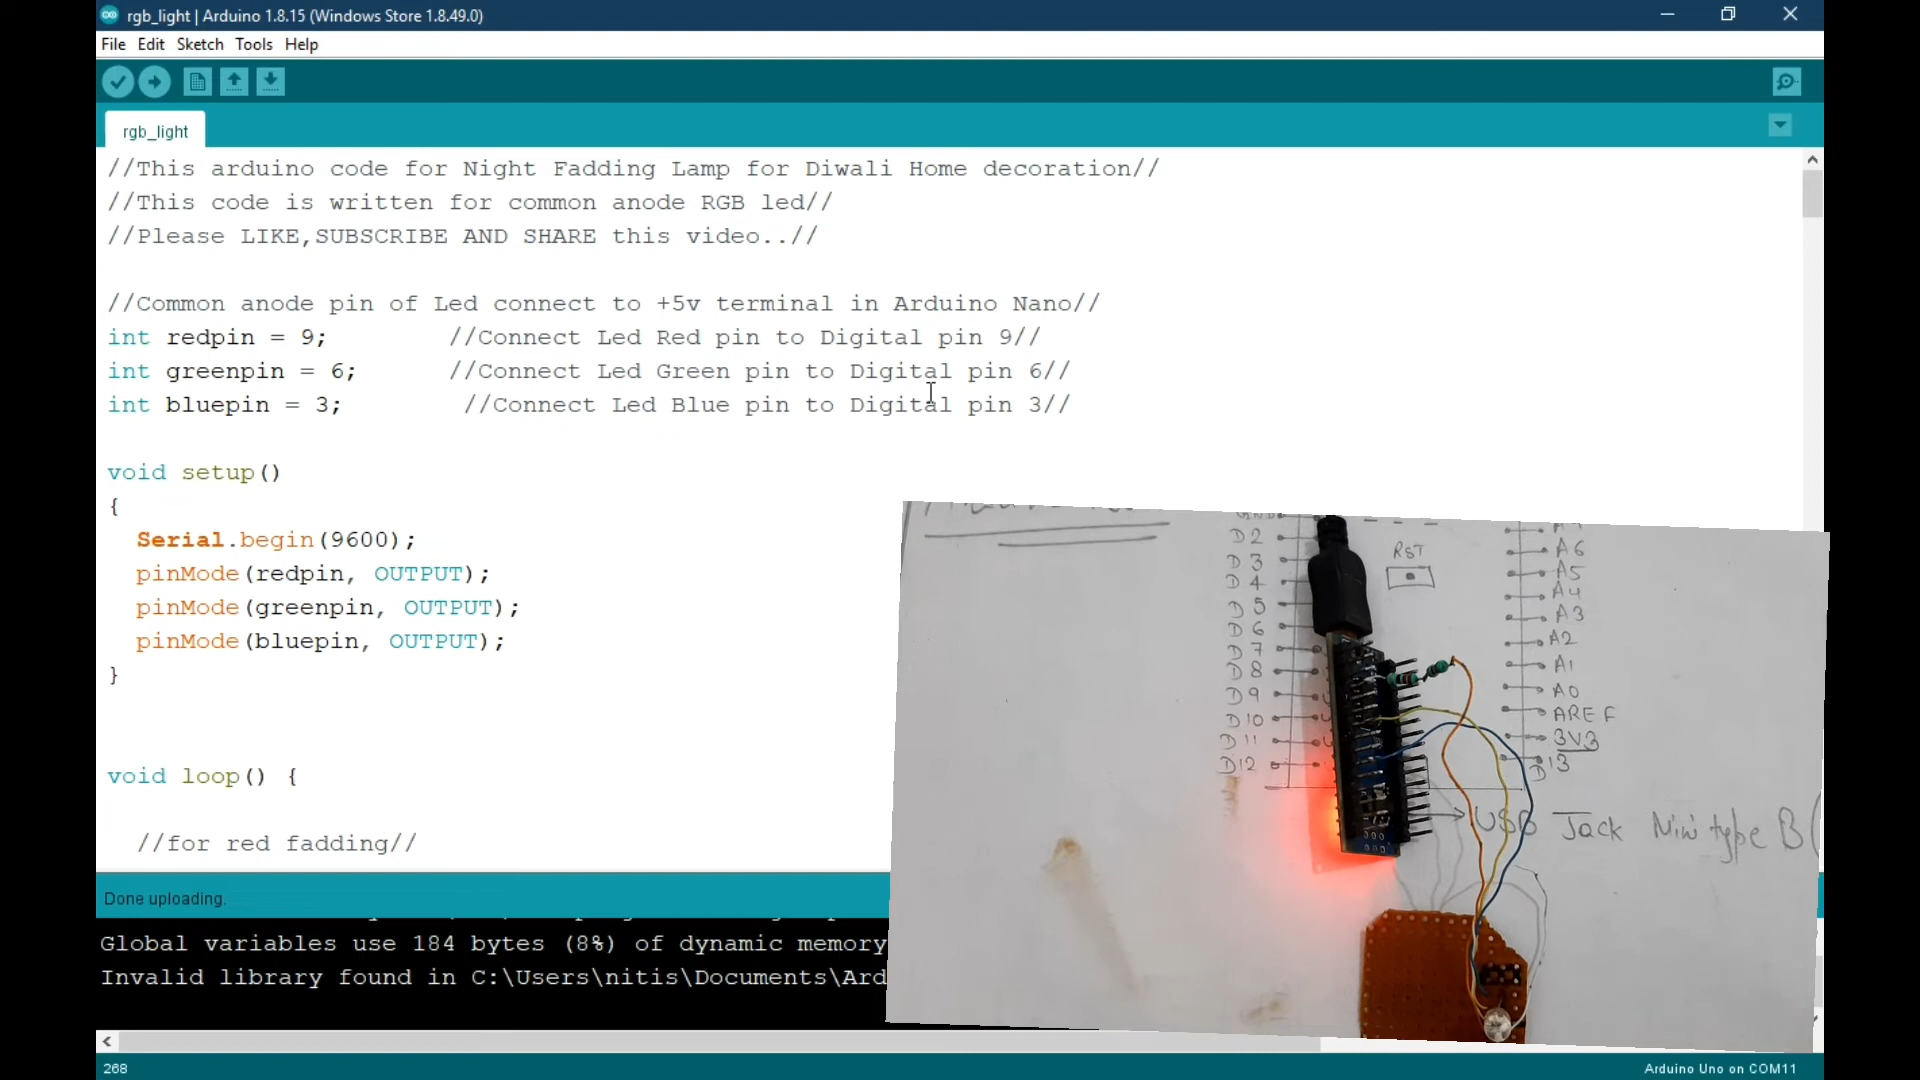 rgb_light | Arduino 1.8.15 (Windows Store 1.8.49.0)
File Edit Sketch Tools Help
rgb_light
//This arduino code for Night Fadding Lamp for Diwali Home decoration//
//This code is written for common anode RGB led//
//Please LIKE,SUBSCRIBE AND SHARE this video..//
//Common anode pin of Led connect to +5v terminal in Arduino Nano//
int redpin = 9; //Connect Led Red pin to Digital pin 9//
int greenpin = 6; //Connect Led Green pin to Digital pin 6//
int bluepin = 3; //Connect Led Blue pin to Digital pin 3//
void setup()
{
Serial.begin(9600);
pinMode(redpin, OUTPUT);
pinMode(greenpin, OUTPUT);
pinMode(bluepin, OUTPUT);
}
void loop() {
//for red fadding//
Done uploading.
Global variables use 184 bytes (8%) of dynamic memory
Invalid library found in C:\Users\nitis\Documents\Ard
268
Arduino Uno on COM11
D2
D3
D4
D5
D6
D7
D8
D9
D10
D11
D12
RST
A6
A5
A4
A3
A2
A1
A0
AREF
3V3
D13
USB Jack Mini type B(